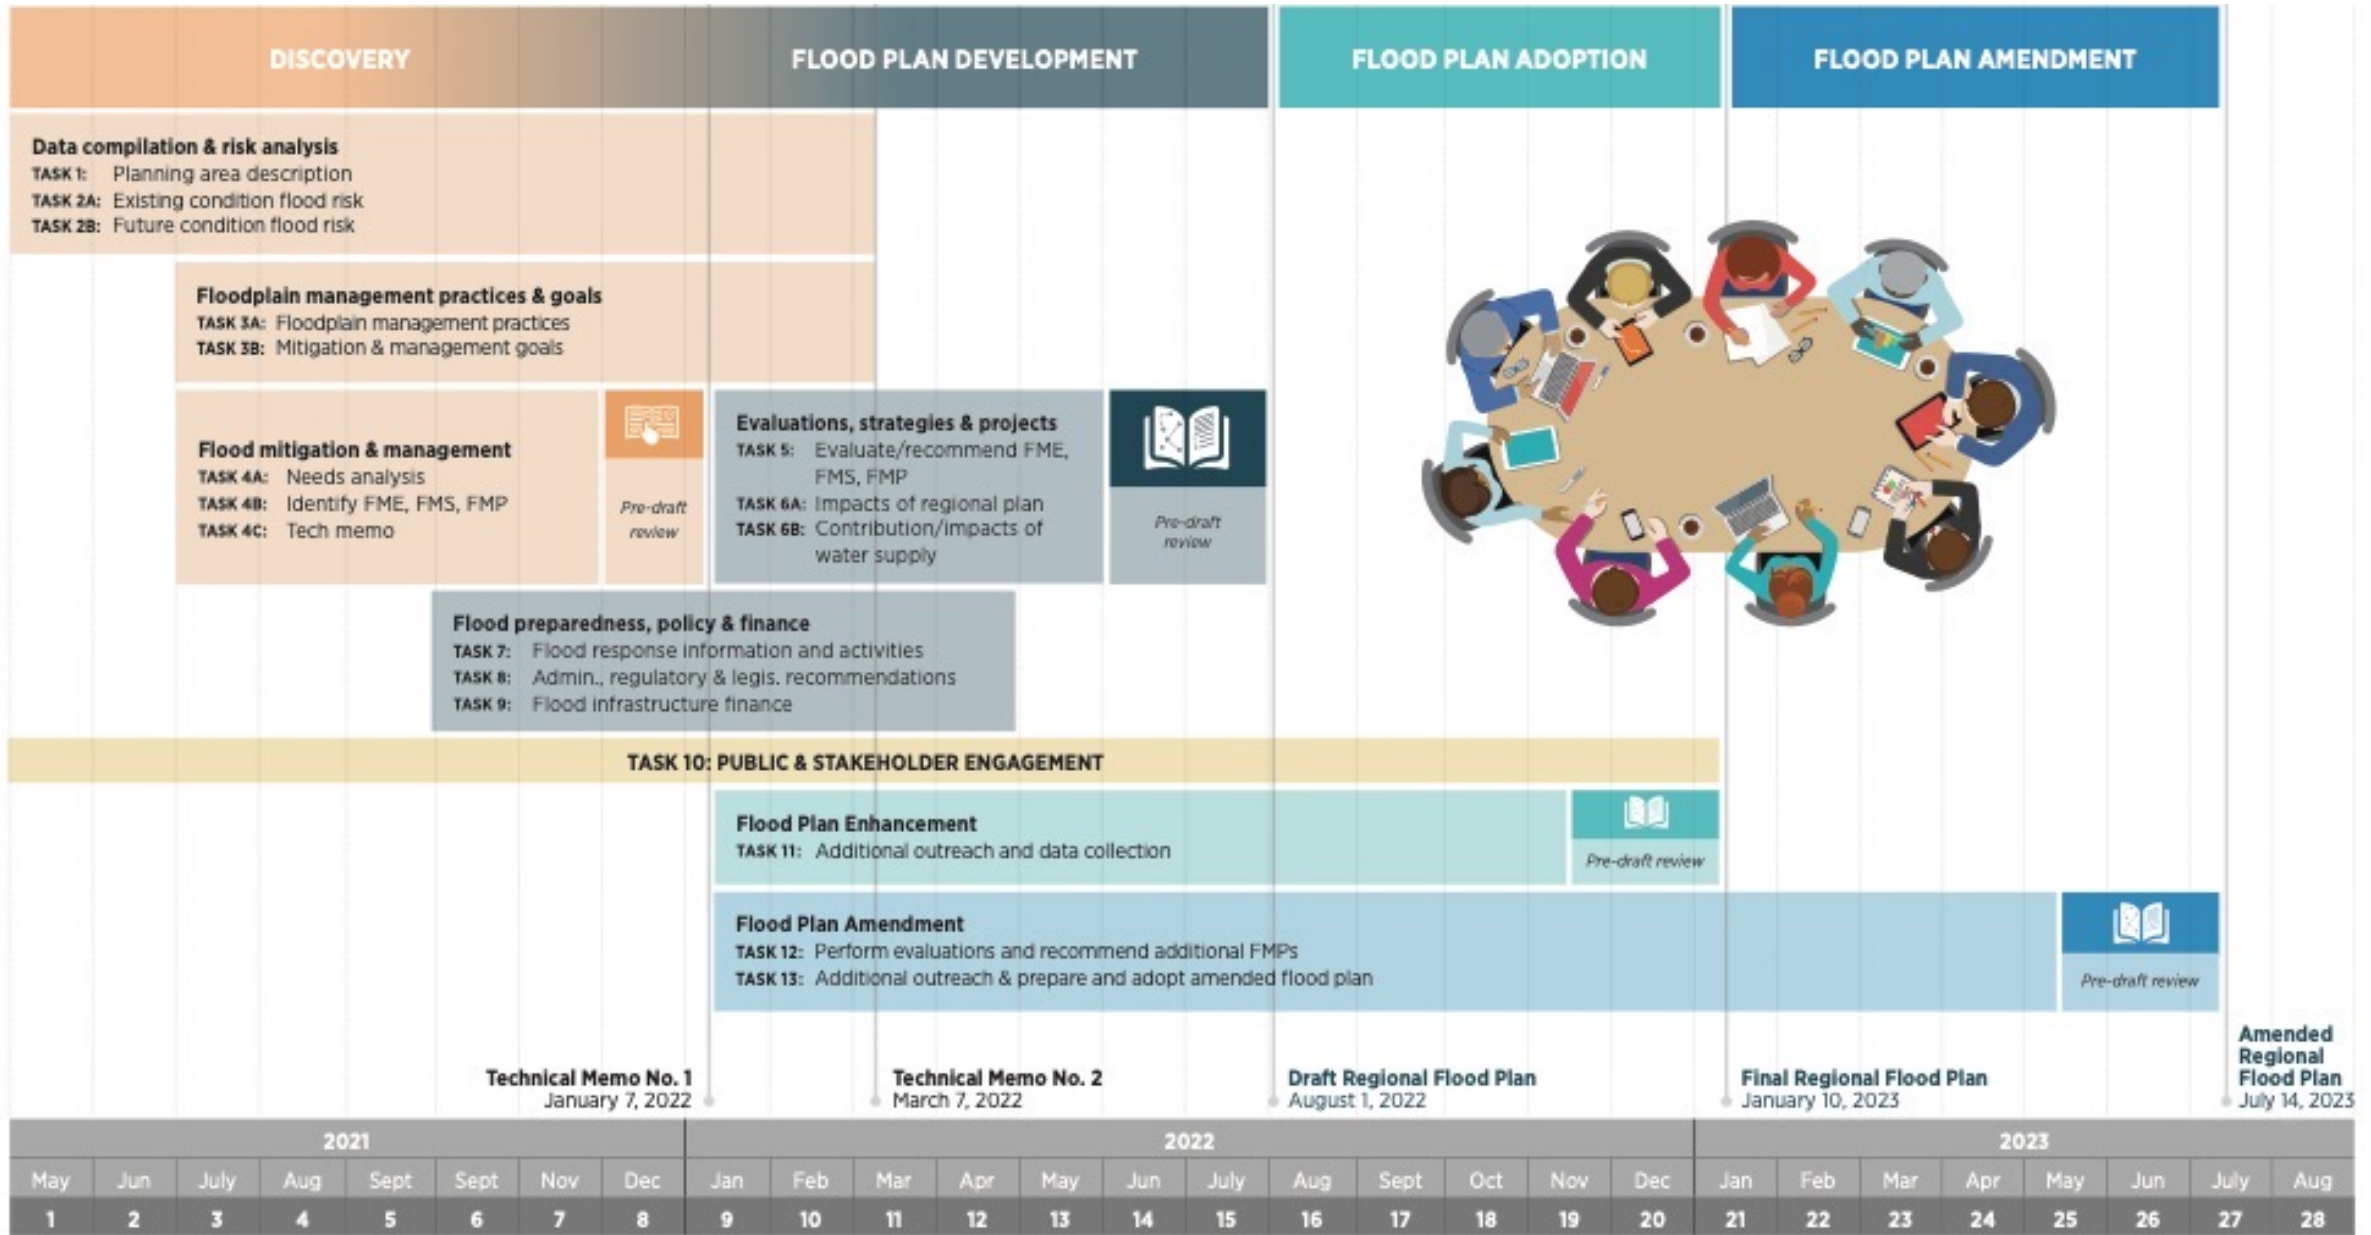 DISCOVERY
FLOOD PLAN DEVELOPMENT
FLOOD PLAN ADOPTION
FLOOD PLAN AMENDMENT
Data compilation & risk analysis
TASK 1: Planning area description
TASK 2A: Existing condition flood risk
TASK 2B: Future condition flood risk
Floodplain management practices & goals
TASK 3A: Floodplain management practices
TASK 3B: Mitigation & management goals
Flood mitigation & management
TASK 4A: Needs analysis
TASK 4B: Identify FME, FMS, FMP
TASK 4C: Tech memo
Pre-draft
review
Evaluations, strategies & projects
TASK 5: Evaluate/recommend FME,
FMS, FMP
TASK 6A: Impacts of regional plan
TASK 6B: Contribution/impacts of
water supply
Pre-draft
review
Flood preparedness, policy & finance
TASK 7: Flood response information and activities
TASK 8: Admin., regulatory & legis. recommendations
TASK 9: Flood infrastructure finance
TASK 10: PUBLIC & STAKEHOLDER ENGAGEMENT
Flood Plan Enhancement
TASK 11: Additional outreach and data collection
Pre-draft review
Flood Plan Amendment
TASK 12: Perform evaluations and recommend additional FMPs
TASK 13: Additional outreach & prepare and adopt amended flood plan
Pre-draft review
Technical Memo No. 1
January 7, 2022
Technical Memo No. 2
March 7, 2022
Draft Regional Flood Plan
August 1, 2022
Final Regional Flood Plan
January 10, 2023
Amended
Regional
Flood Plan
July 14, 2023
2021 2022 2023
May Jun July Aug Sept Sept Nov Dec Jan Feb Mar Apr May Jun July Aug Sept Oct Nov Dec Jan Feb Mar Apr May Jun July Aug
1 2 3 4 5 6 7 8 9 10 11 12 13 14 15 16 17 18 19 20 21 22 23 24 25 26 27 28